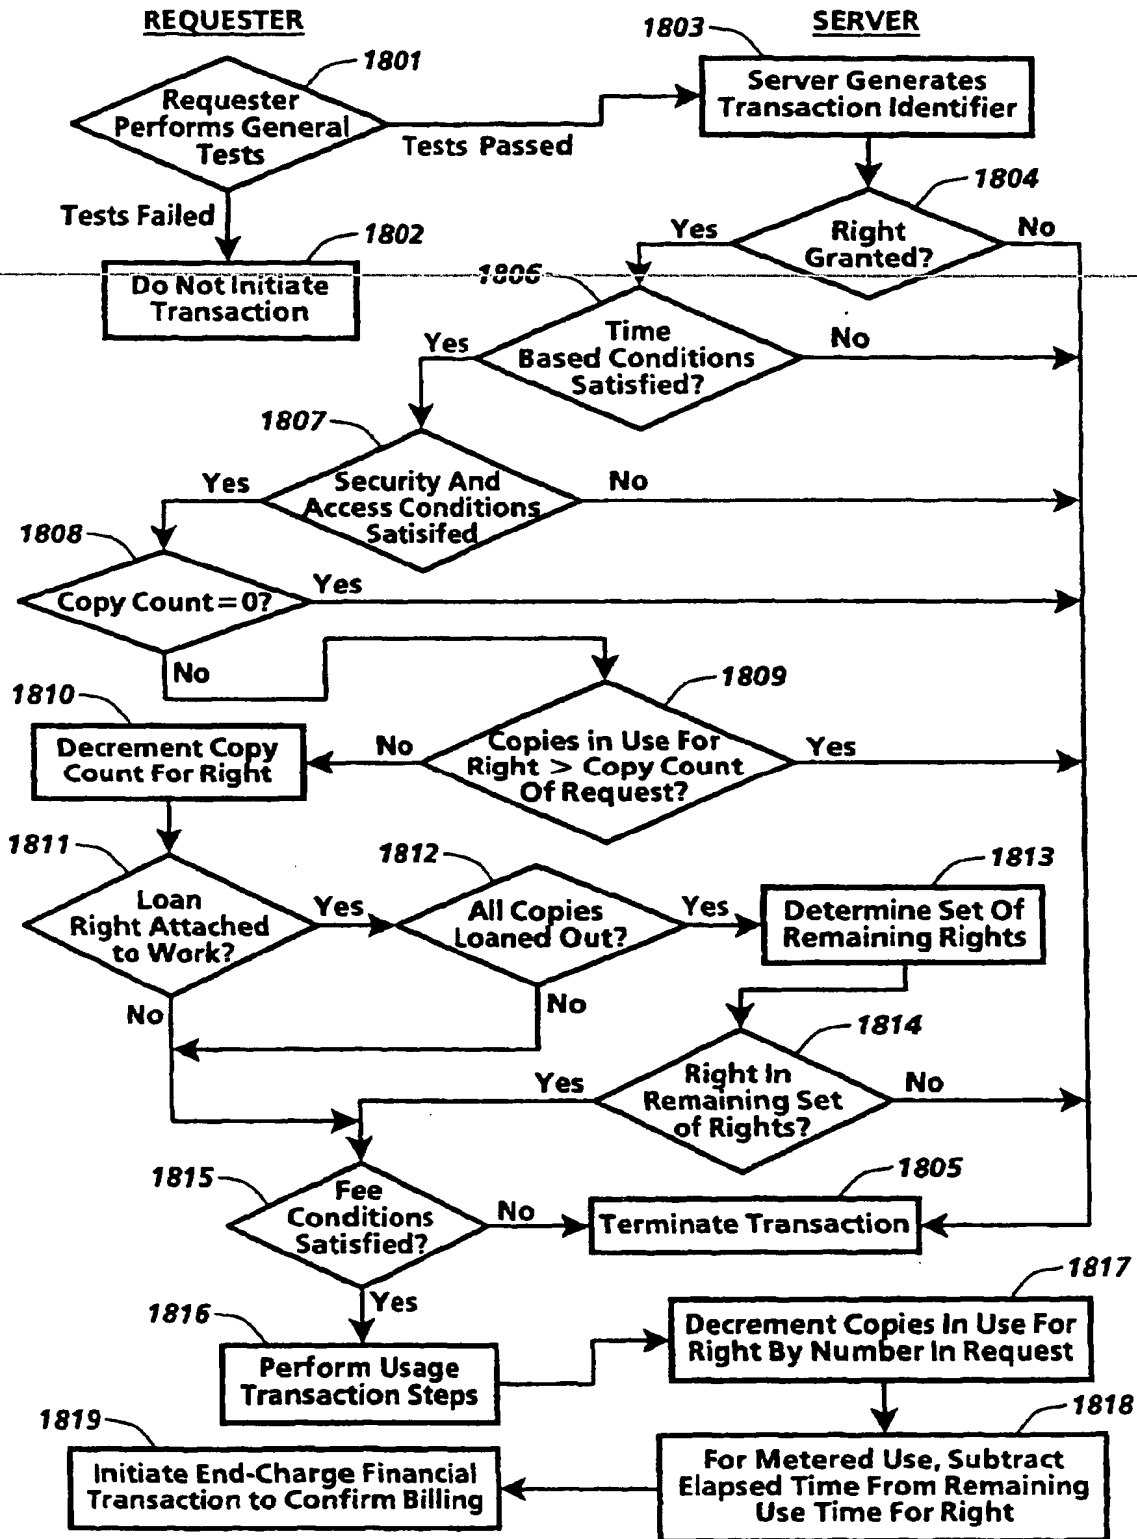 REQUESTER
SERVER
1801
Requester
Performs General
Tests
Tests Passed
Tests Failed
1802
Do Not Initiate
Transaction
1803
Server Generates
Transaction Identifier
1804
Right
Granted?
Yes
No
1806
Time
Based Conditions
Satisfied?
Yes
No
1807
Security And
Access Conditions
Satisifed
Yes
No
1808
Copy Count=0?
Yes
No
1809
Copies in Use For
Right > Copy Count
Of Request?
No
Yes
1810
Decrement Copy
Count For Right
1811
Loan
Right Attached
to Work?
Yes
No
1812
All Copies
Loaned Out?
Yes
No
1813
Determine Set Of
Remaining Rights
1814
Right In
Remaining Set
of Rights?
Yes
No
1815
Fee
Conditions
Satisfied?
No
Yes
1805
Terminate Transaction
1816
Perform Usage
Transaction Steps
1817
Decrement Copies In Use For
Right By Number In Request
1818
For Metered Use, Subtract
Elapsed Time From Remaining
Use Time For Right
1819
Initiate End-Charge Financial
Transaction to Confirm Billing